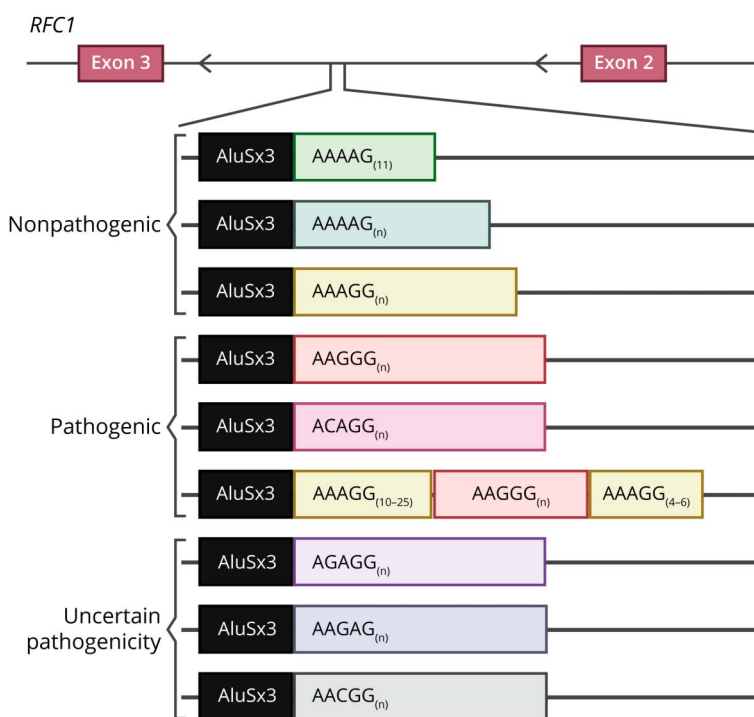 RFC1
Exon 3 Exon 2
AluSx3 AAAAG(11)
Nonpathogenic AluSx3 AAAAG(n)
AluSx3 AAAGG(n)
AluSx3 AAGGG(n)
Pathogenic AluSx3 ACAGG(n)
AluSx3 AAAGG(10–25) AAGGG(n) AAAGG(4–6)
AluSx3 AGAGG(n)
Uncertain
pathogenicity
AluSx3 AAGAG(n)
AluSx3 AACGG(n)